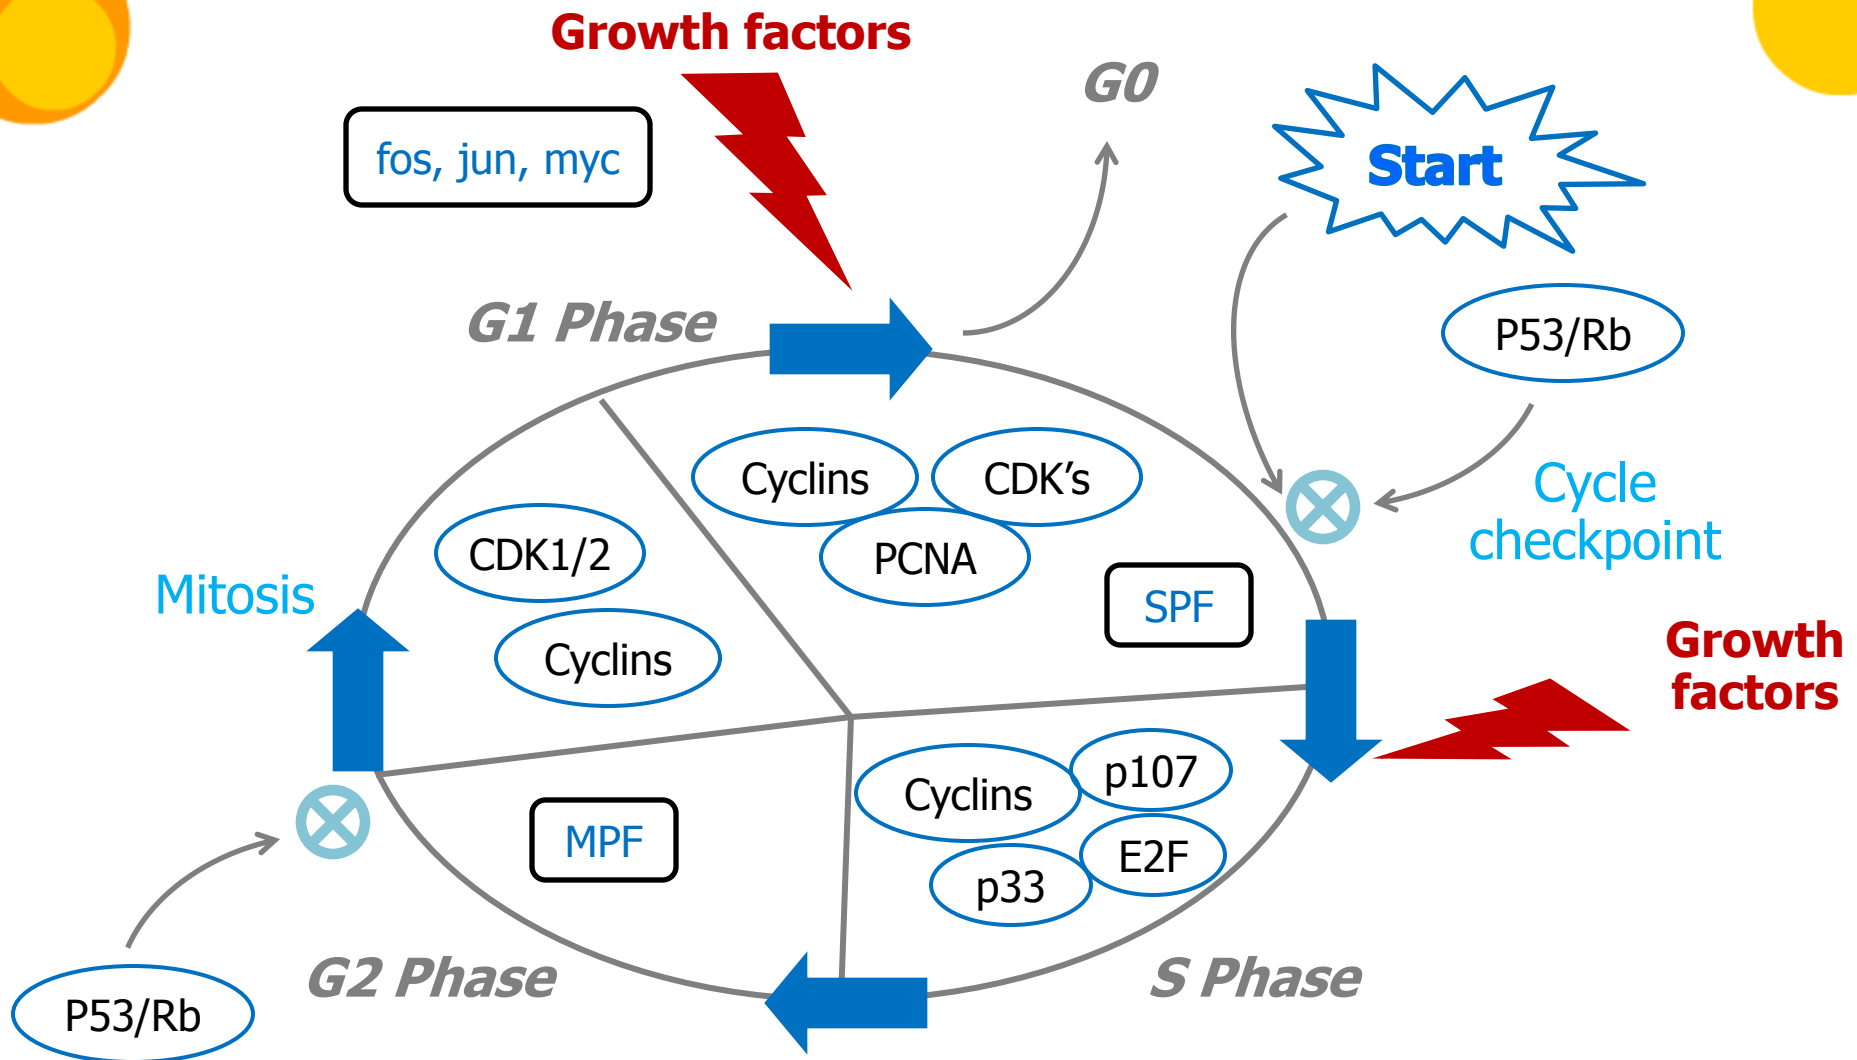 Growth factors
G0
fos, jun, myc
Start
G1 Phase
P53/Rb
Cyclins
CDK's
PCNA
Cycle
checkpoint
CDK1/2
Mitosis
Cyclins
SPF
Growth
factors
Cyclins
p107
MPF
E2F
p33
G2 Phase
S Phase
P53/Rb